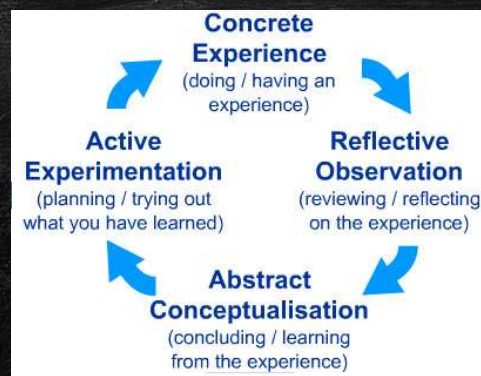 Concrete
Experience
(doing / having an
experience)
Reflective
Observation
(reviewing / reflecting
on the experience)
Abstract
Conceptualisation
(concluding / learning
from the experience)
Active
Experimentation
(planning / trying out
what you have learned)